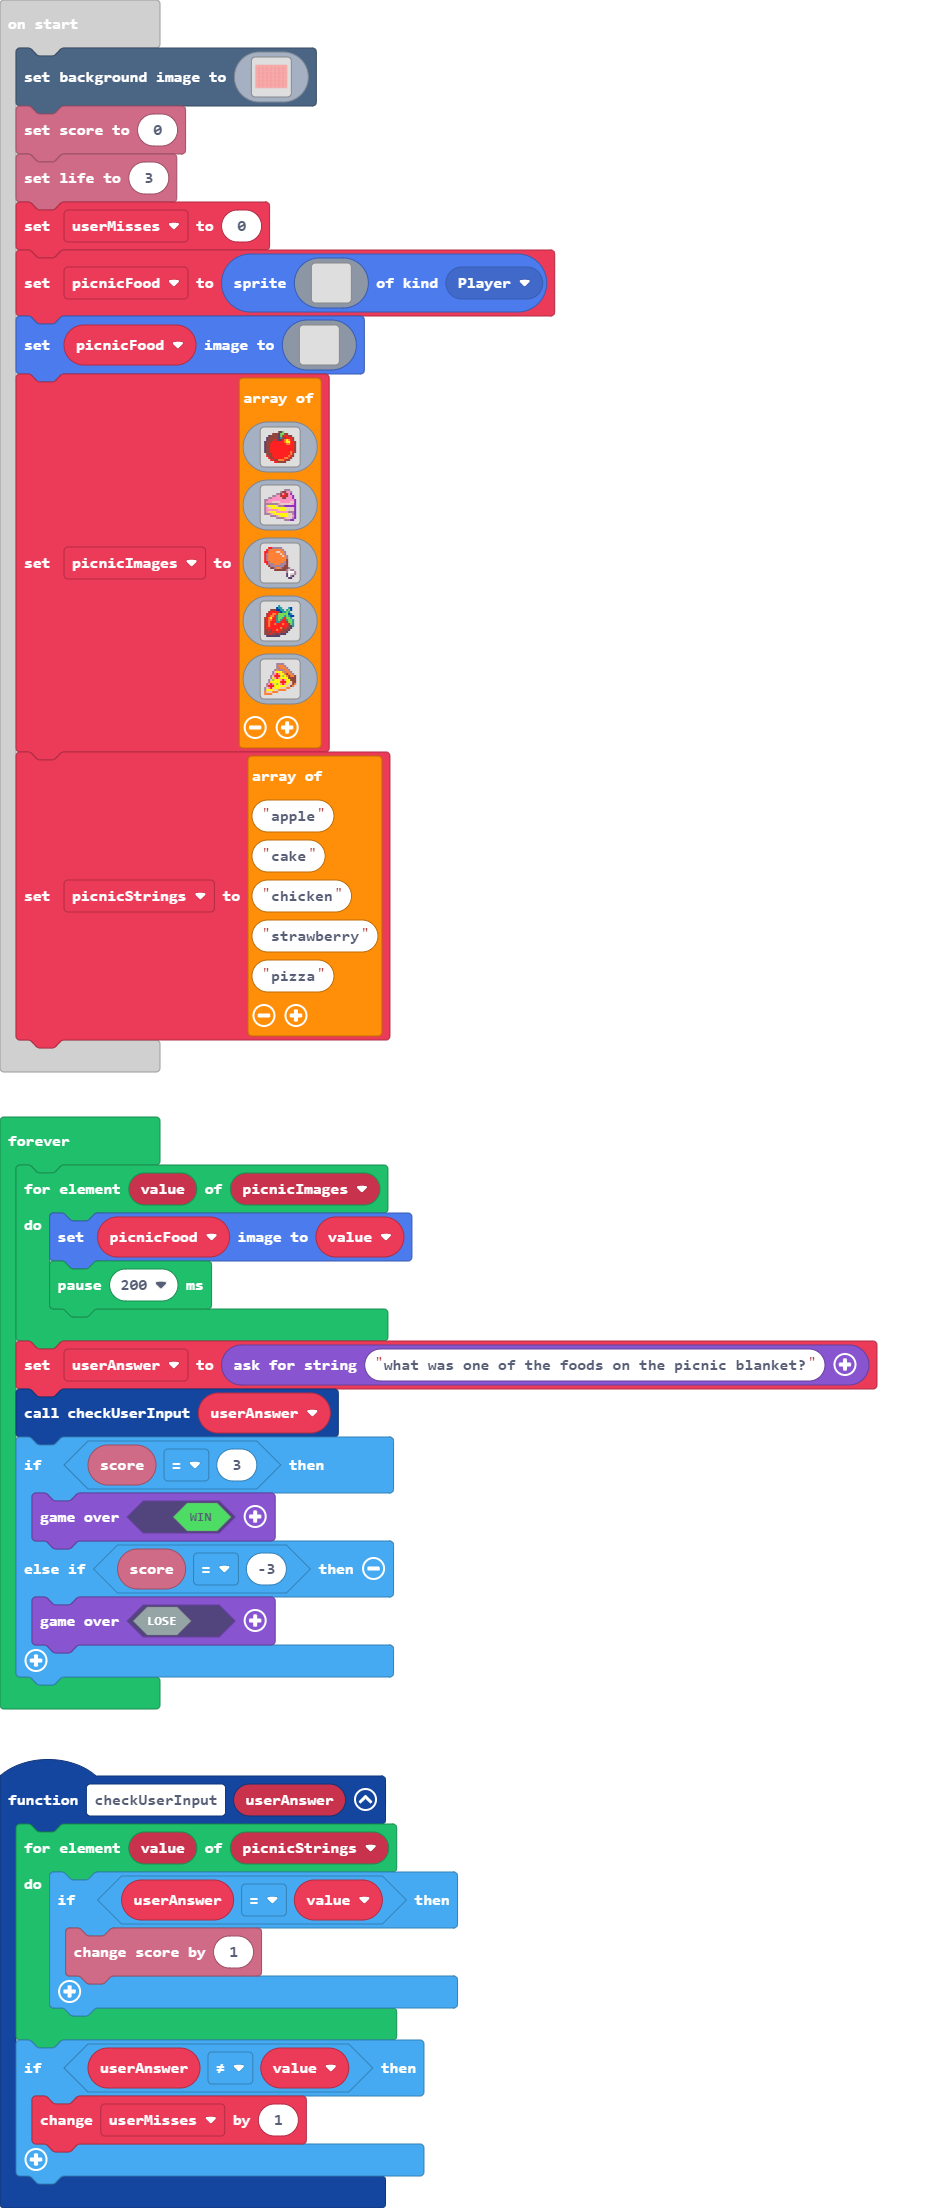 on start
set background image to
set score to 0
set life to 3
set userMisses to 0
set picnicFood to sprite of kind Player
set picnicFood image to
array of
set picnicImages to
array of
"apple"
"cake"
set picnicStrings to "chicken"
"strawberry"
"pizza"
forever
for element value of picnicImages
do
set picnicFood image to value
pause 200 ms
set userAnswer to ask for string "what was one of the foods on the picnic blanket?"
call checkUserInput userAnswer
if score = 3 then
game over WIN
else if score = -3 then
game over LOSE
function checkUserInput userAnswer
for element value of picnicStrings
do
if userAnswer = value then
change score by 1
if userAnswer ≠ value then
change userMisses by 1